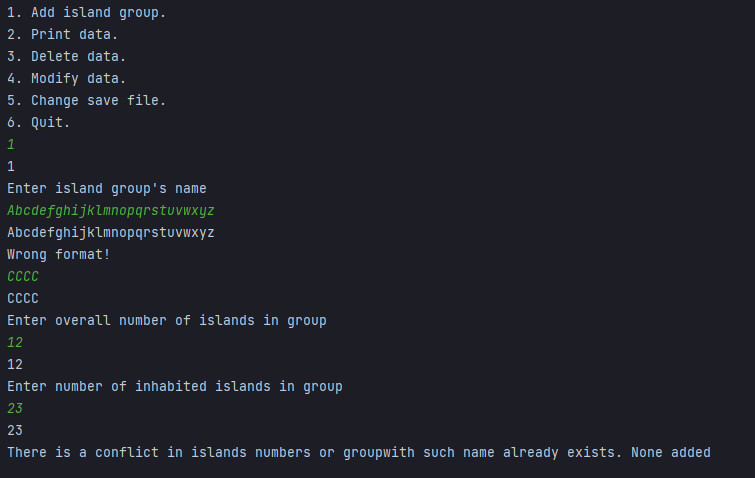 1. Add island group.
2. Print data.
3. Delete data.
4. Modify data.
5. Change save file.
6. Quit.
1
1
Enter island group's name
Abcdefghijklmnopqrstuvwxyz
Abcdefghijklmnopqrstuvwxyz
Wrong format!
CCCC
CCCC
Enter overall number of islands in group
12
12
Enter number of inhabited islands in group
23
23
There is a conflict in islands numbers or groupwith such name already exists. None added